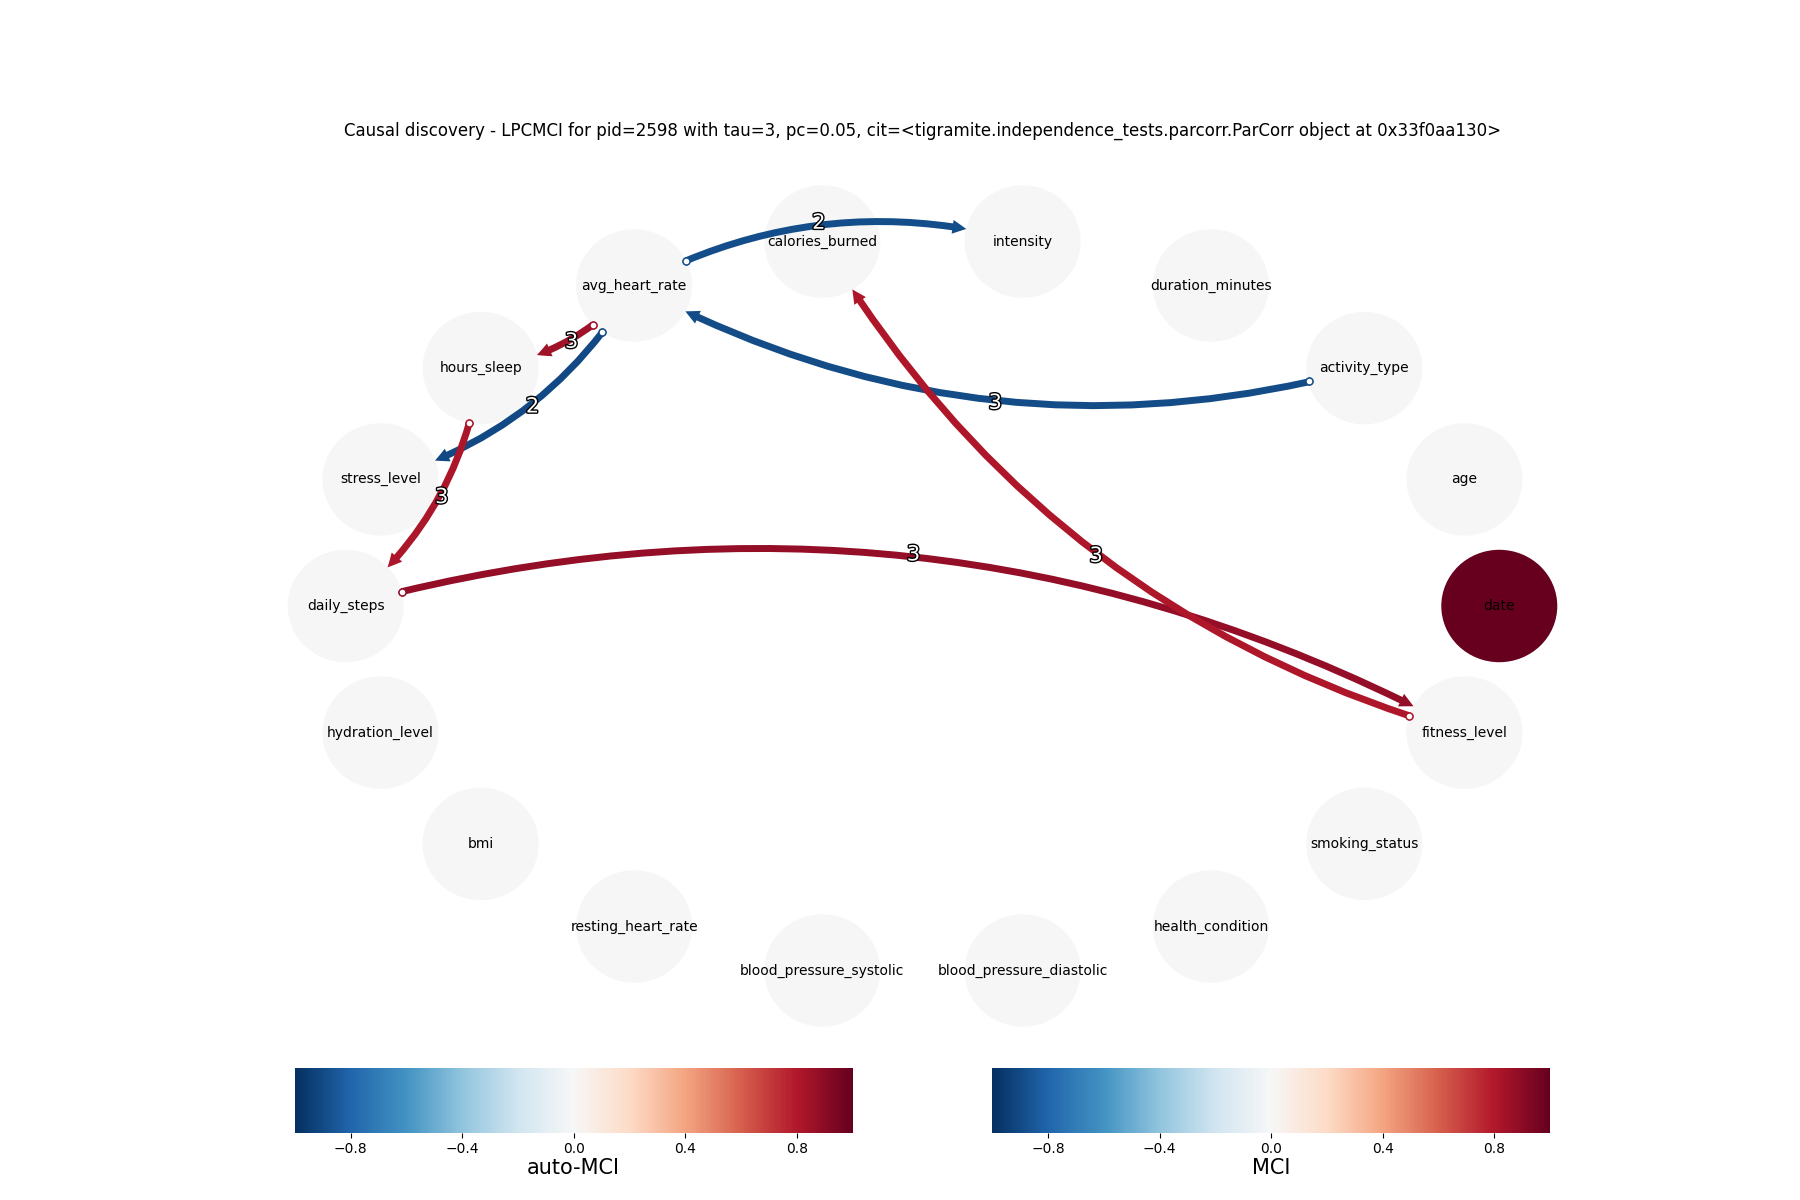 Causal discovery - LPCMCI for pid=2598 with tau=3, pc=0.05, cit=<tigramite.independence_tests.parcorr.ParCorr object at 0x33f0aa130>
2
calories_burned
intensity
avg_heart_rate
duration_minutes
3
hours_sleep
activity_type
2
3
stress_level
3
age
3
3
daily_steps
date
hydration_level
fitness_level
bmi
smoking_status
resting_heart_rate
health_condition
blood_pressure_systolic
blood_pressure_diastolic
−0.8 −0.4 0.0 0.4 0.8
auto-MCI
−0.8 −0.4 0.0 0.4 0.8
MCI